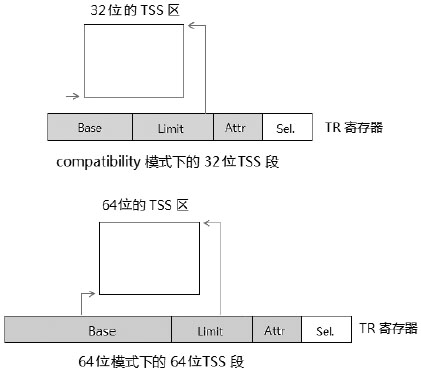 32位的 TSS 区
Base Limit Attr Sel. TR 寄存器
compatibility 模式下的 32位TSS 段
64位的 TSS 区
Base Limit Attr Sel. TR 寄存器
64位模式下的 64位TSS 段